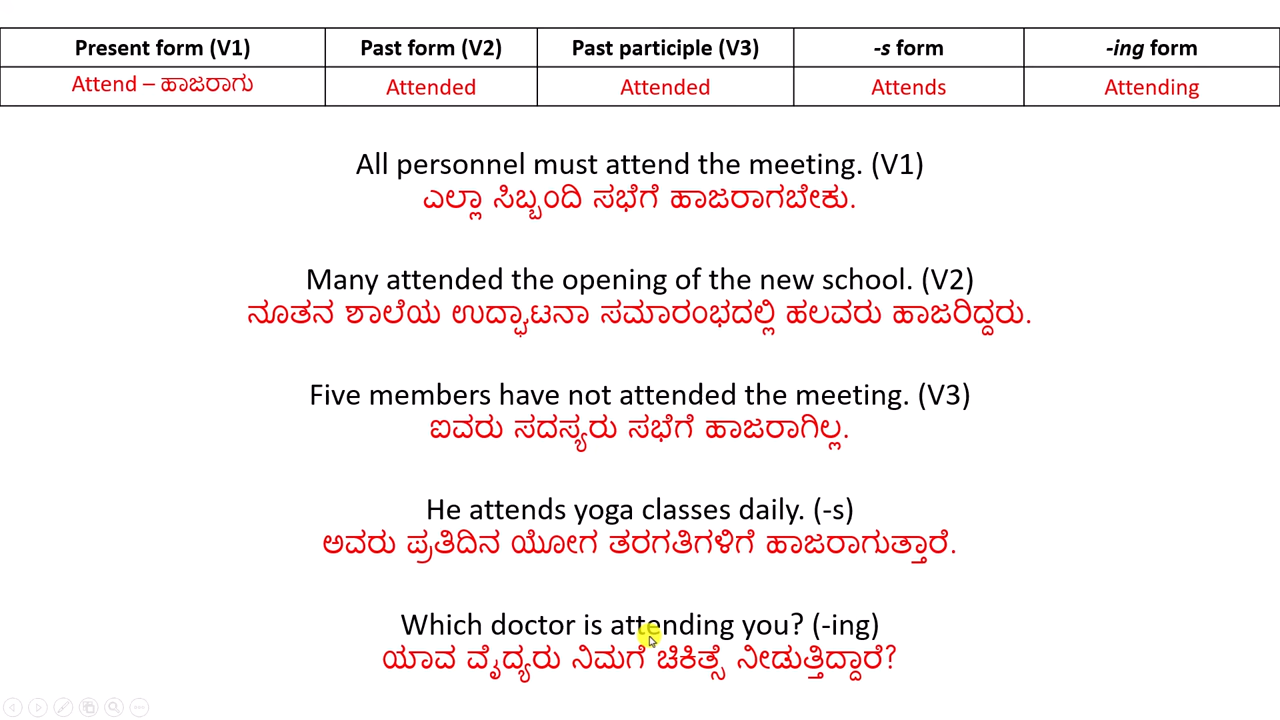 Present form (V1) Past form (V2) Past participle (V3) -s form -ing form
Attend – ಹಾಜರಾಗು Attended Attended Attends Attending
All personnel must attend the meeting. (V1)
ಎಲ್ಲಾ ಸಿಬ್ಬಂದಿ ಸಭೆಗೆ ಹಾಜರಾಗಬೇಕು.
Many attended the opening of the new school. (V2)
ನೂತನ ಶಾಲೆಯ ಉದ್ಘಾಟನಾ ಸಮಾರಂಭದಲ್ಲಿ ಹಲವರು ಹಾಜರಿದ್ದರು.
Five members have not attended the meeting. (V3)
ಐವರು ಸದಸ್ಯರು ಸಭೆಗೆ ಹಾಜರಾಗಿಲ್ಲ.
He attends yoga classes daily. (-s)
ಅವರು ಪ್ರತಿದಿನ ಯೋಗ ತರಗತಿಗಳಿಗೆ ಹಾಜರಾಗುತ್ತಾರೆ.
Which doctor is attending you? (-ing)
ಯಾವ ವೈದ್ಯರು ನಿಮಗೆ ಚಿಕಿತ್ಸೆ ನೀಡುತ್ತಿದ್ದಾರೆ?